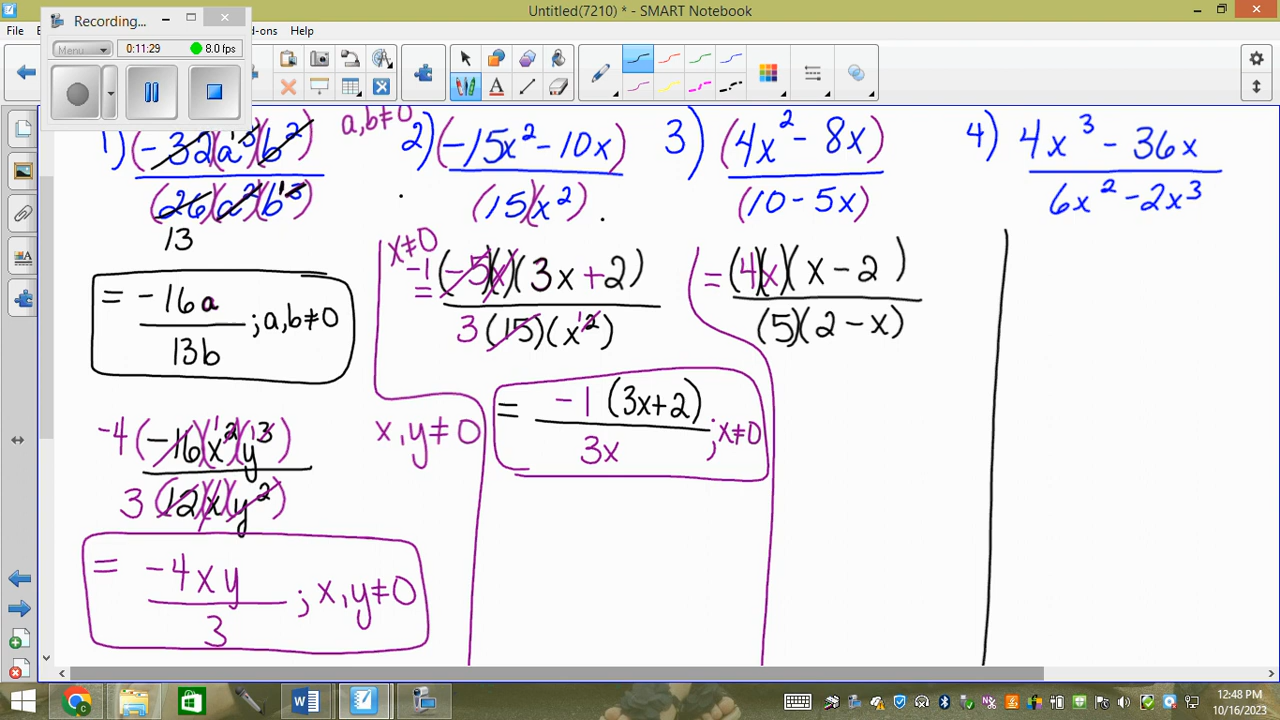 Untitled(7210) * - SMART Notebook
Recording...
File
d-ons
Help
Menu
0:11:29
8.0 fps
1) (-32)(a³)(b²)
(26)(a²)(b³)
13
a,b≠0
= -16a
13b
; a,b≠0
-4 (-16)(x²)(y³)
3 (12)(x)(y²)
x,y≠0
= -4xy
3
; x,y≠0
2) (-15x² - 10x)
(15)(x²)
x≠0
-1
= (-5)(x)(3x + 2)
3 (15)(x²)
= -1 (3x+2)
3x
; x≠0
3) (4x² - 8x)
(10 - 5x)
= (4)(x)(x - 2)
(5)(2 - x)
4) 4x³ - 36x
6x² - 2x³
12:48 PM
10/16/2023